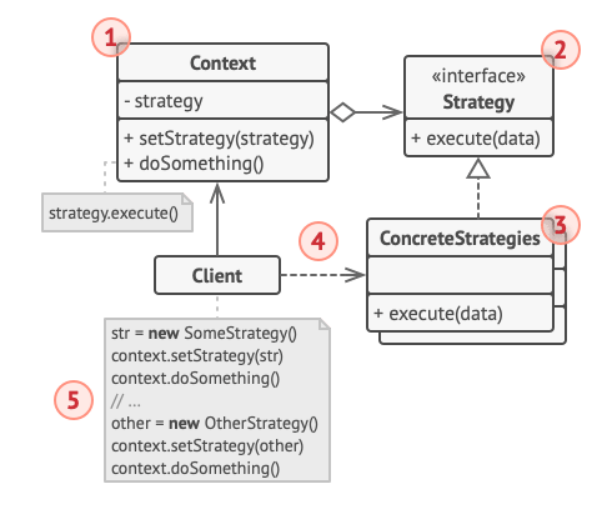 1
Context
- strategy
+ setStrategy(strategy)
+ doSomething()
strategy.execute()
2
«interface»
Strategy
+ execute(data)
3
ConcreteStrategies
+ execute(data)
4
Client
5
str = new SomeStrategy()
context.setStrategy(str)
context.doSomething()
// ...
other = new OtherStrategy()
context.setStrategy(other)
context.doSomething()